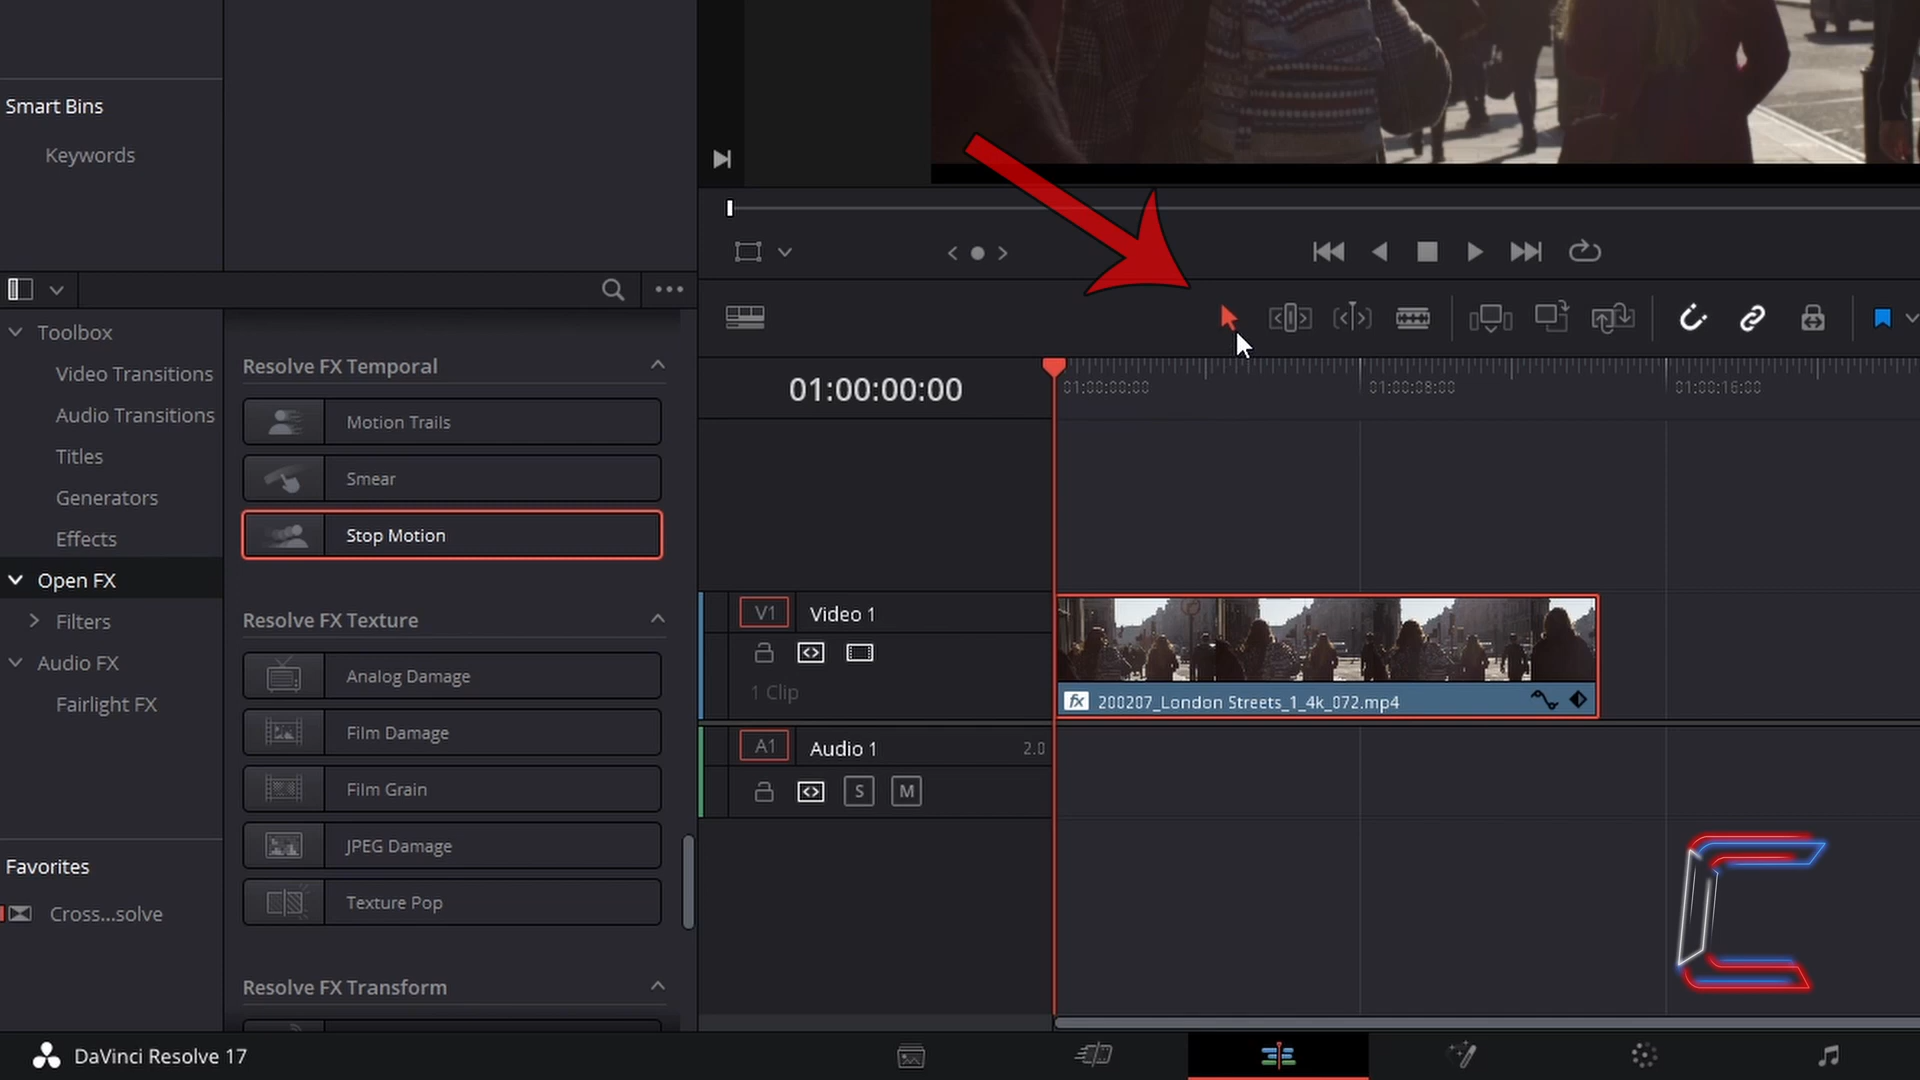 Smart Bins
Keywords
Toolbox
Video Transitions
Audio Transitions
Titles
Generators
Effects
Open FX
Filters
Audio FX
Fairlight FX
Favorites
Cross...solve
Resolve FX Temporal
Motion Trails
Smear
Stop Motion
Resolve FX Texture
Analog Damage
Film Damage
Film Grain
JPEG Damage
Texture Pop
Resolve FX Transform
01:00:00:00
01:00:00:00
01:00:08:00
01:00:16:00
V1 Video 1
1 Clip
fx 200207_London Streets_1_4k_072.mp4
A1 Audio 1 2.0
S M
C
DaVinci Resolve 17